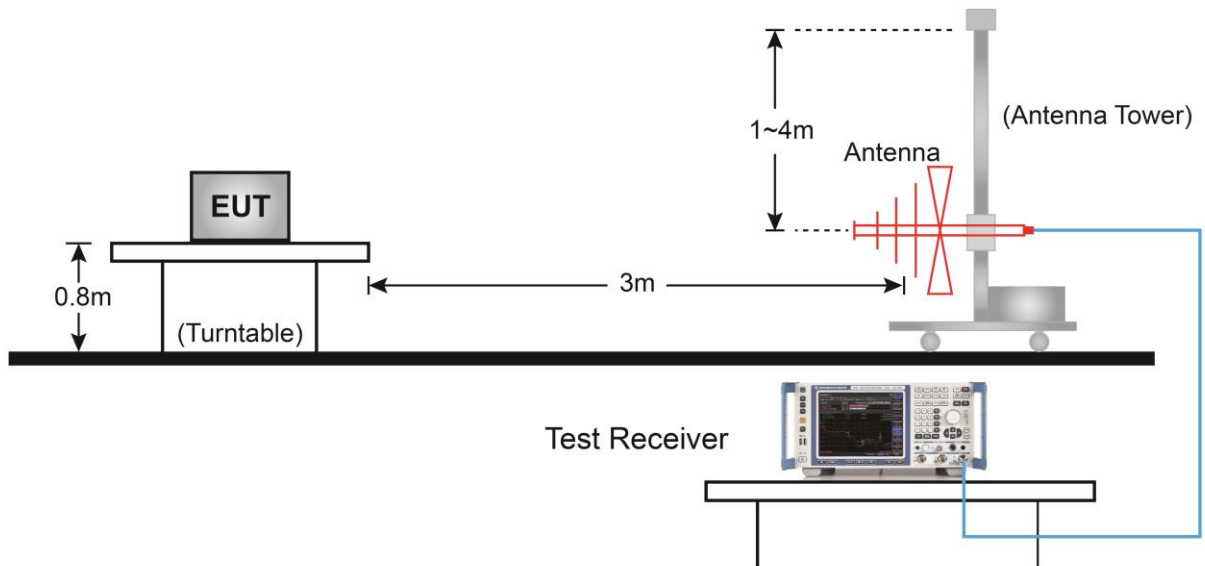 1~4m
(Antenna Tower)
Antenna
EUT
0.8m
3m
(Turntable)
Test Receiver